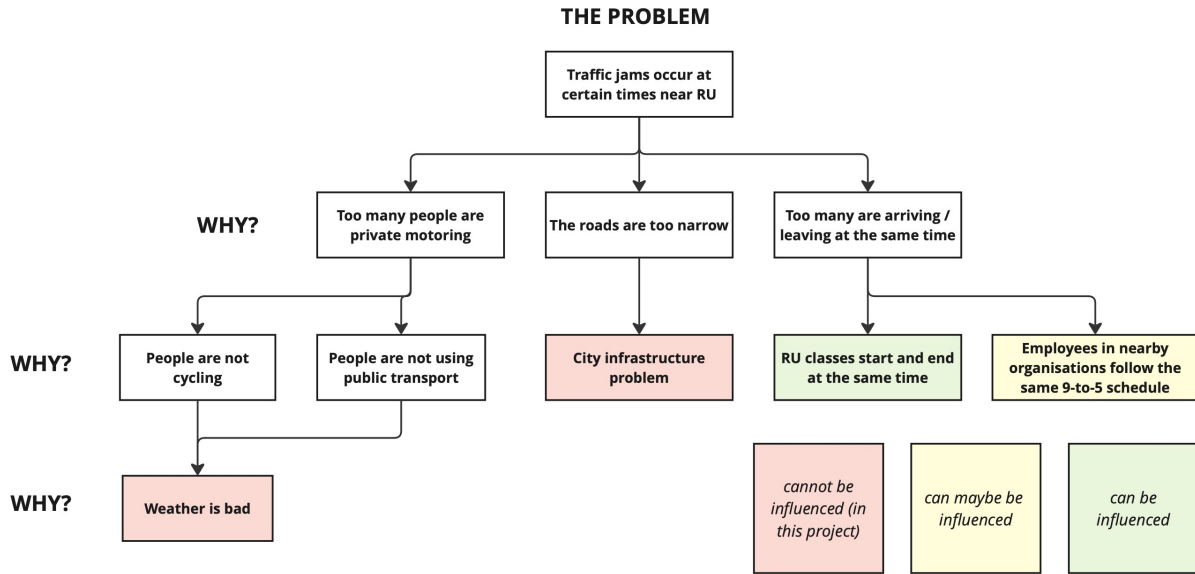 THE PROBLEM
Traffic jams occur at
certain times near RU
WHY?
Too many people are
private motoring
The roads are too narrow
Too many are arriving /
leaving at the same time
WHY?
People are not
cycling
People are not using
public transport
City infrastructure
problem
RU classes start and end
at the same time
Employees in nearby
organisations follow the
same 9-to-5 schedule
WHY?
Weather is bad
cannot be
influenced (in
this project)
can maybe be
influenced
can be
influenced